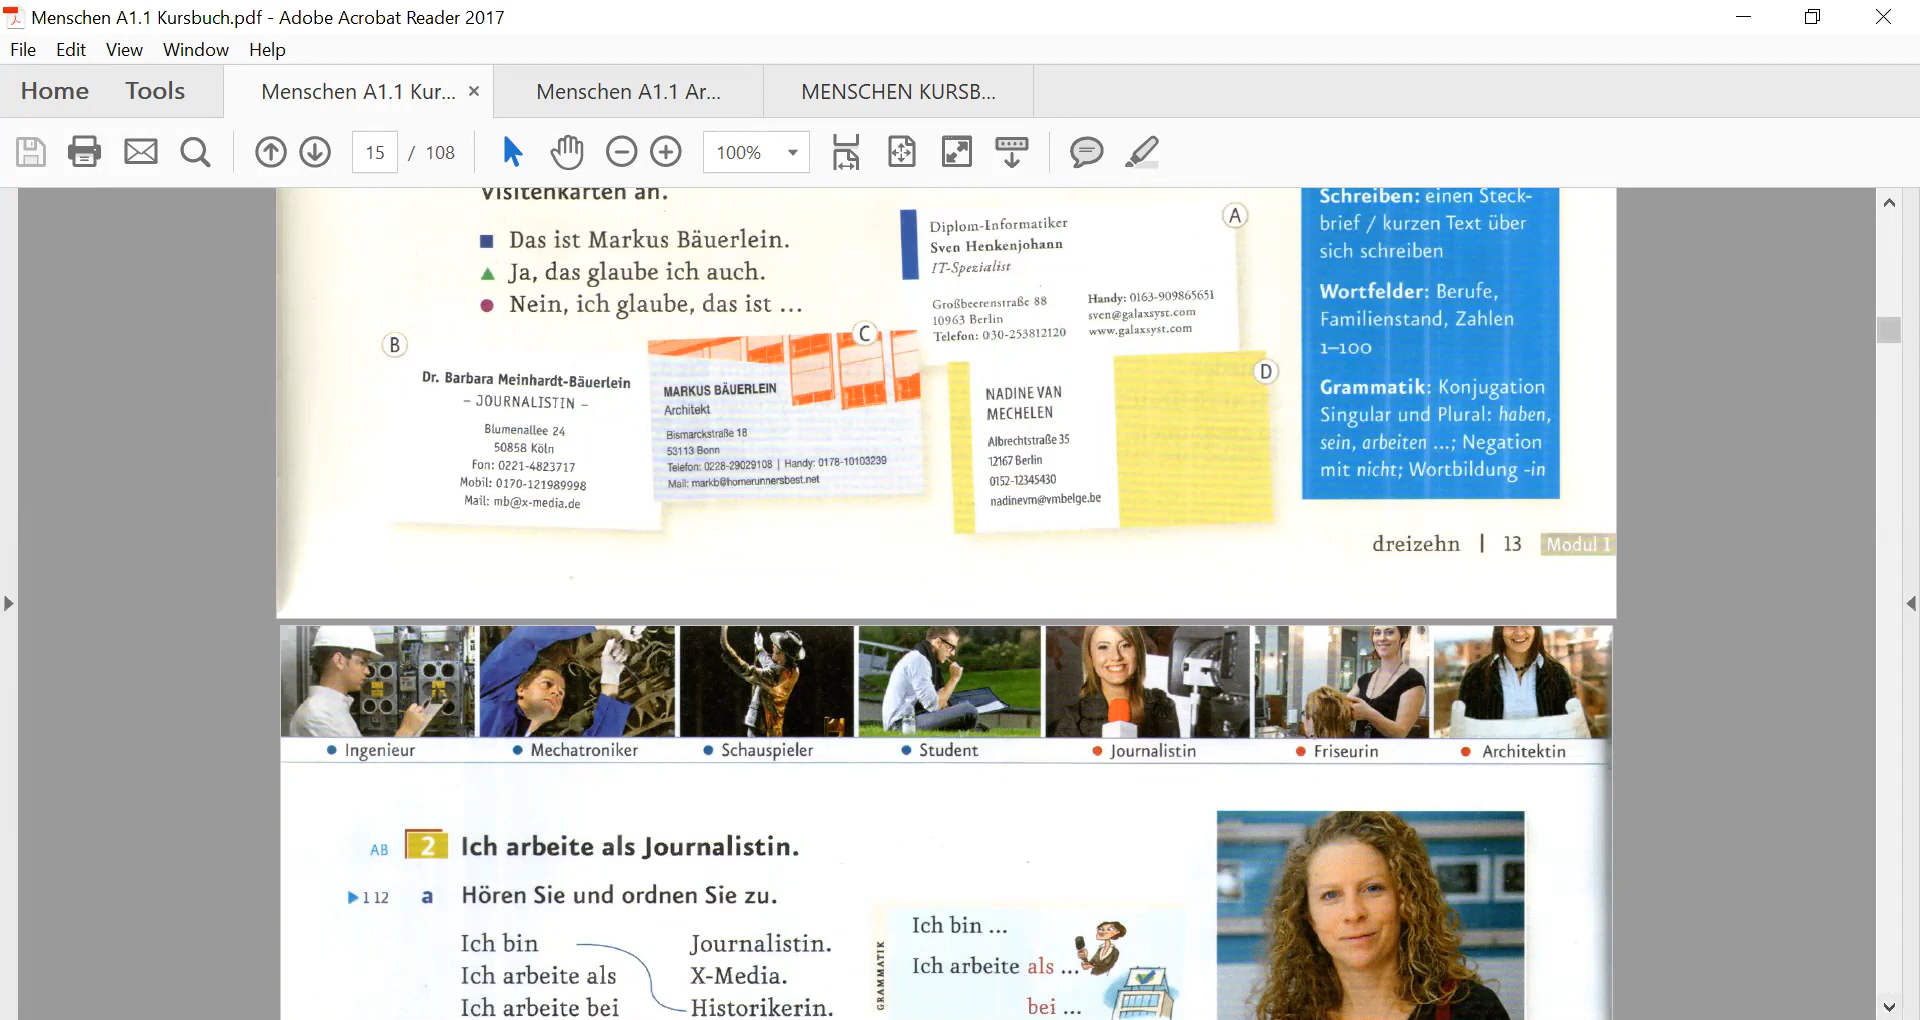 Menschen A1.1 Kursbuch.pdf - Adobe Acrobat Reader 2017
File Edit View Window Help
Home Tools Menschen A1.1 Kur... × Menschen A1.1 Ar... MENSCHEN KURSB...
15 / 108 100%
Visitenkarten an.
Das ist Markus Bäuerlein.
Ja, das glaube ich auch.
Nein, ich glaube, das ist ...
A
Diplom-Informatiker
Sven Henkenjohann
IT-Spezialist
Großbeerenstraße 88
10963 Berlin
Telefon: 030-253812120
Handy: 0163-909865651
sven@galaxsyst.com
www.galaxsyst.com
B
Dr. Barbara Meinhardt-Bäuerlein
– JOURNALISTIN –
Blumenallee 24
50858 Köln
Fon: 0221-4823717
Mobil: 0170-121989998
Mail: mb@x-media.de
C
MARKUS BÄUERLEIN
Architekt
Bismarckstraße 18
53113 Bonn
Telefon: 0228-29029108 | Handy: 0178-10103239
Mail: markb@homerunnersbest.net
D
NADINE VAN
MECHELEN
Albrechtstraße 35
12167 Berlin
0152-12345430
nadinevm@vmbelge.be
Schreiben: einen Steck-
brief / kurzen Text über
sich schreiben
Wortfelder: Berufe,
Familienstand, Zahlen
1–100
Grammatik: Konjugation
Singular und Plural: haben,
sein, arbeiten ...; Negation
mit nicht; Wortbildung -in
dreizehn | 13 Modul 1
Ingenieur Mechatroniker Schauspieler Student Journalistin Friseurin Architektin
AB 2 Ich arbeite als Journalistin.
1 12 a Hören Sie und ordnen Sie zu.
Ich bin Journalistin.
Ich arbeite als X-Media.
Ich arbeite bei Historikerin.
GRAMMATIK
Ich bin ...
Ich arbeite als ...
bei ...